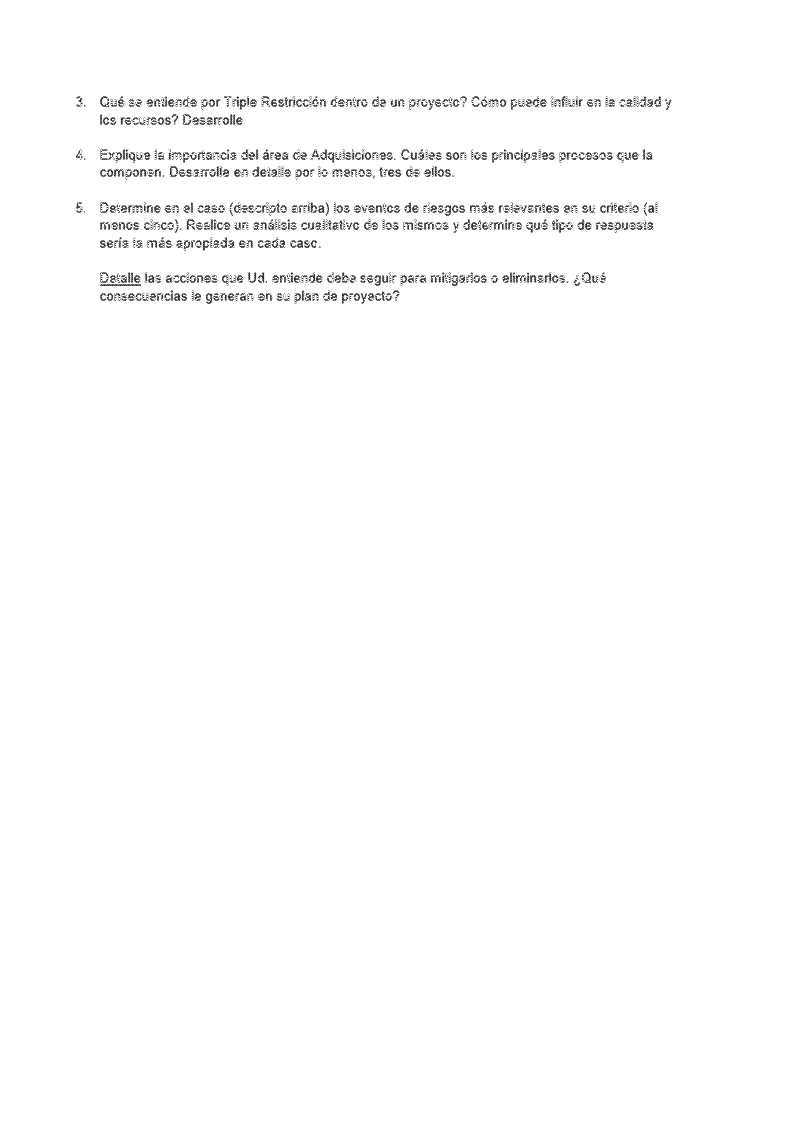 3. Qué se entiende por Triple Restricción dentro de un proyecto? Cómo puede influir en la calidad y
los recursos? Desarrolle
4. Explique la importancia del área de Adquisiciones. Cuáles son los principales procesos que la
componen. Desarrolle en detalle por lo menos, tres de ellos.
5. Determine en el caso (descripto arriba) los eventos de riesgos más relevantes en su criterio (al
menos cinco). Realice un análisis cualitativo de los mismos y determine qué tipo de respuesta
sería la más apropiada en cada caso.
Detalle las acciones que Ud. entiende debe seguir para mitigarlos o eliminarlos. ¿Qué
consecuencias le generan en su plan de proyecto?